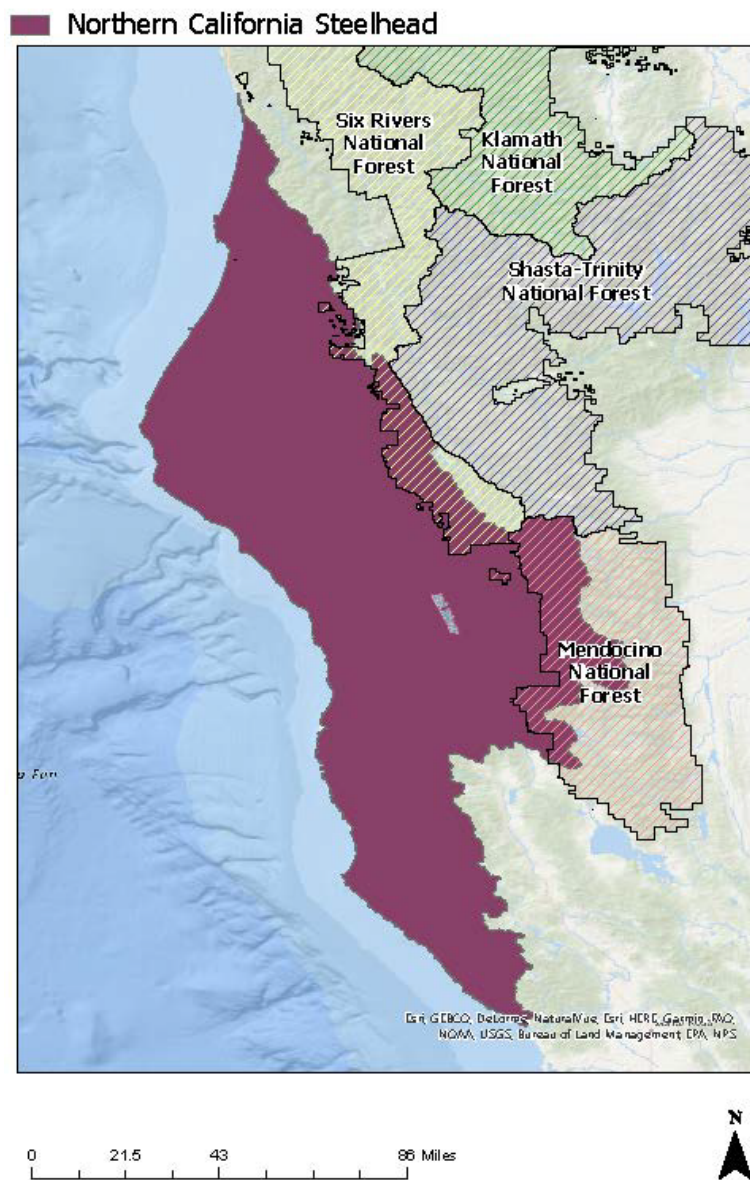 Northern California Steelhead
Six Rivers
National
Forest
Klamath
National
Forest
Shasta-Trinity
National Forest
Mendocino
National
Forest
Esri, GEBCO, DeLorme, NaturalVue, Esri, HERE, Garmin, FAO,
NOAA, USGS, Bureau of Land Management, EPA, NPS
N
0 21.5 43 86 Miles